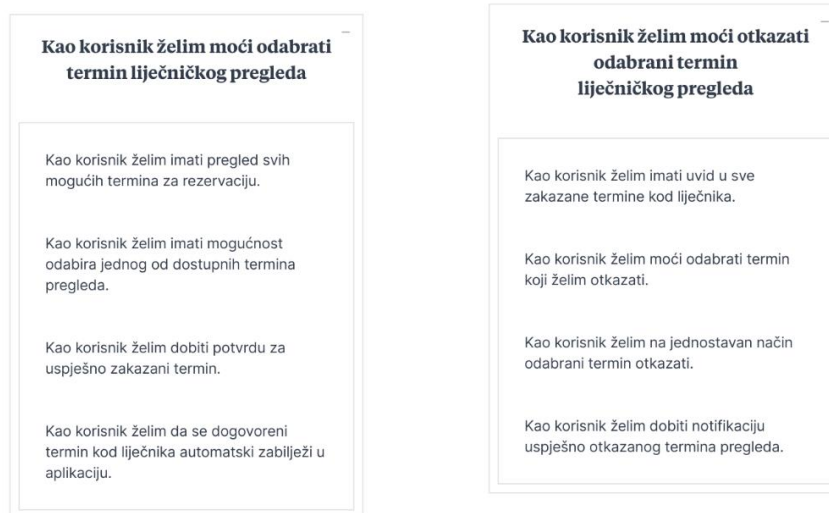 Kao korisnik želim moći odabrati
termin liječničkog pregleda
Kao korisnik želim imati pregled svih
mogućih termina za rezervaciju.
Kao korisnik želim imati mogućnost
odabira jednog od dostupnih termina
pregleda.
Kao korisnik želim dobiti potvrdu za
uspješno zakazani termin.
Kao korisnik želim da se dogovoreni
termin kod liječnika automatski zabilježi u
aplikaciju.
Kao korisnik želim moći otkazati
odabrani termin
liječničkog pregleda
Kao korisnik želim imati uvid u sve
zakazane termine kod liječnika.
Kao korisnik želim moći odabrati termin
koji želim otkazati.
Kao korisnik želim na jednostavan način
odabrani termin otkazati.
Kao korisnik želim dobiti notifikaciju
uspješno otkazanog termina pregleda.